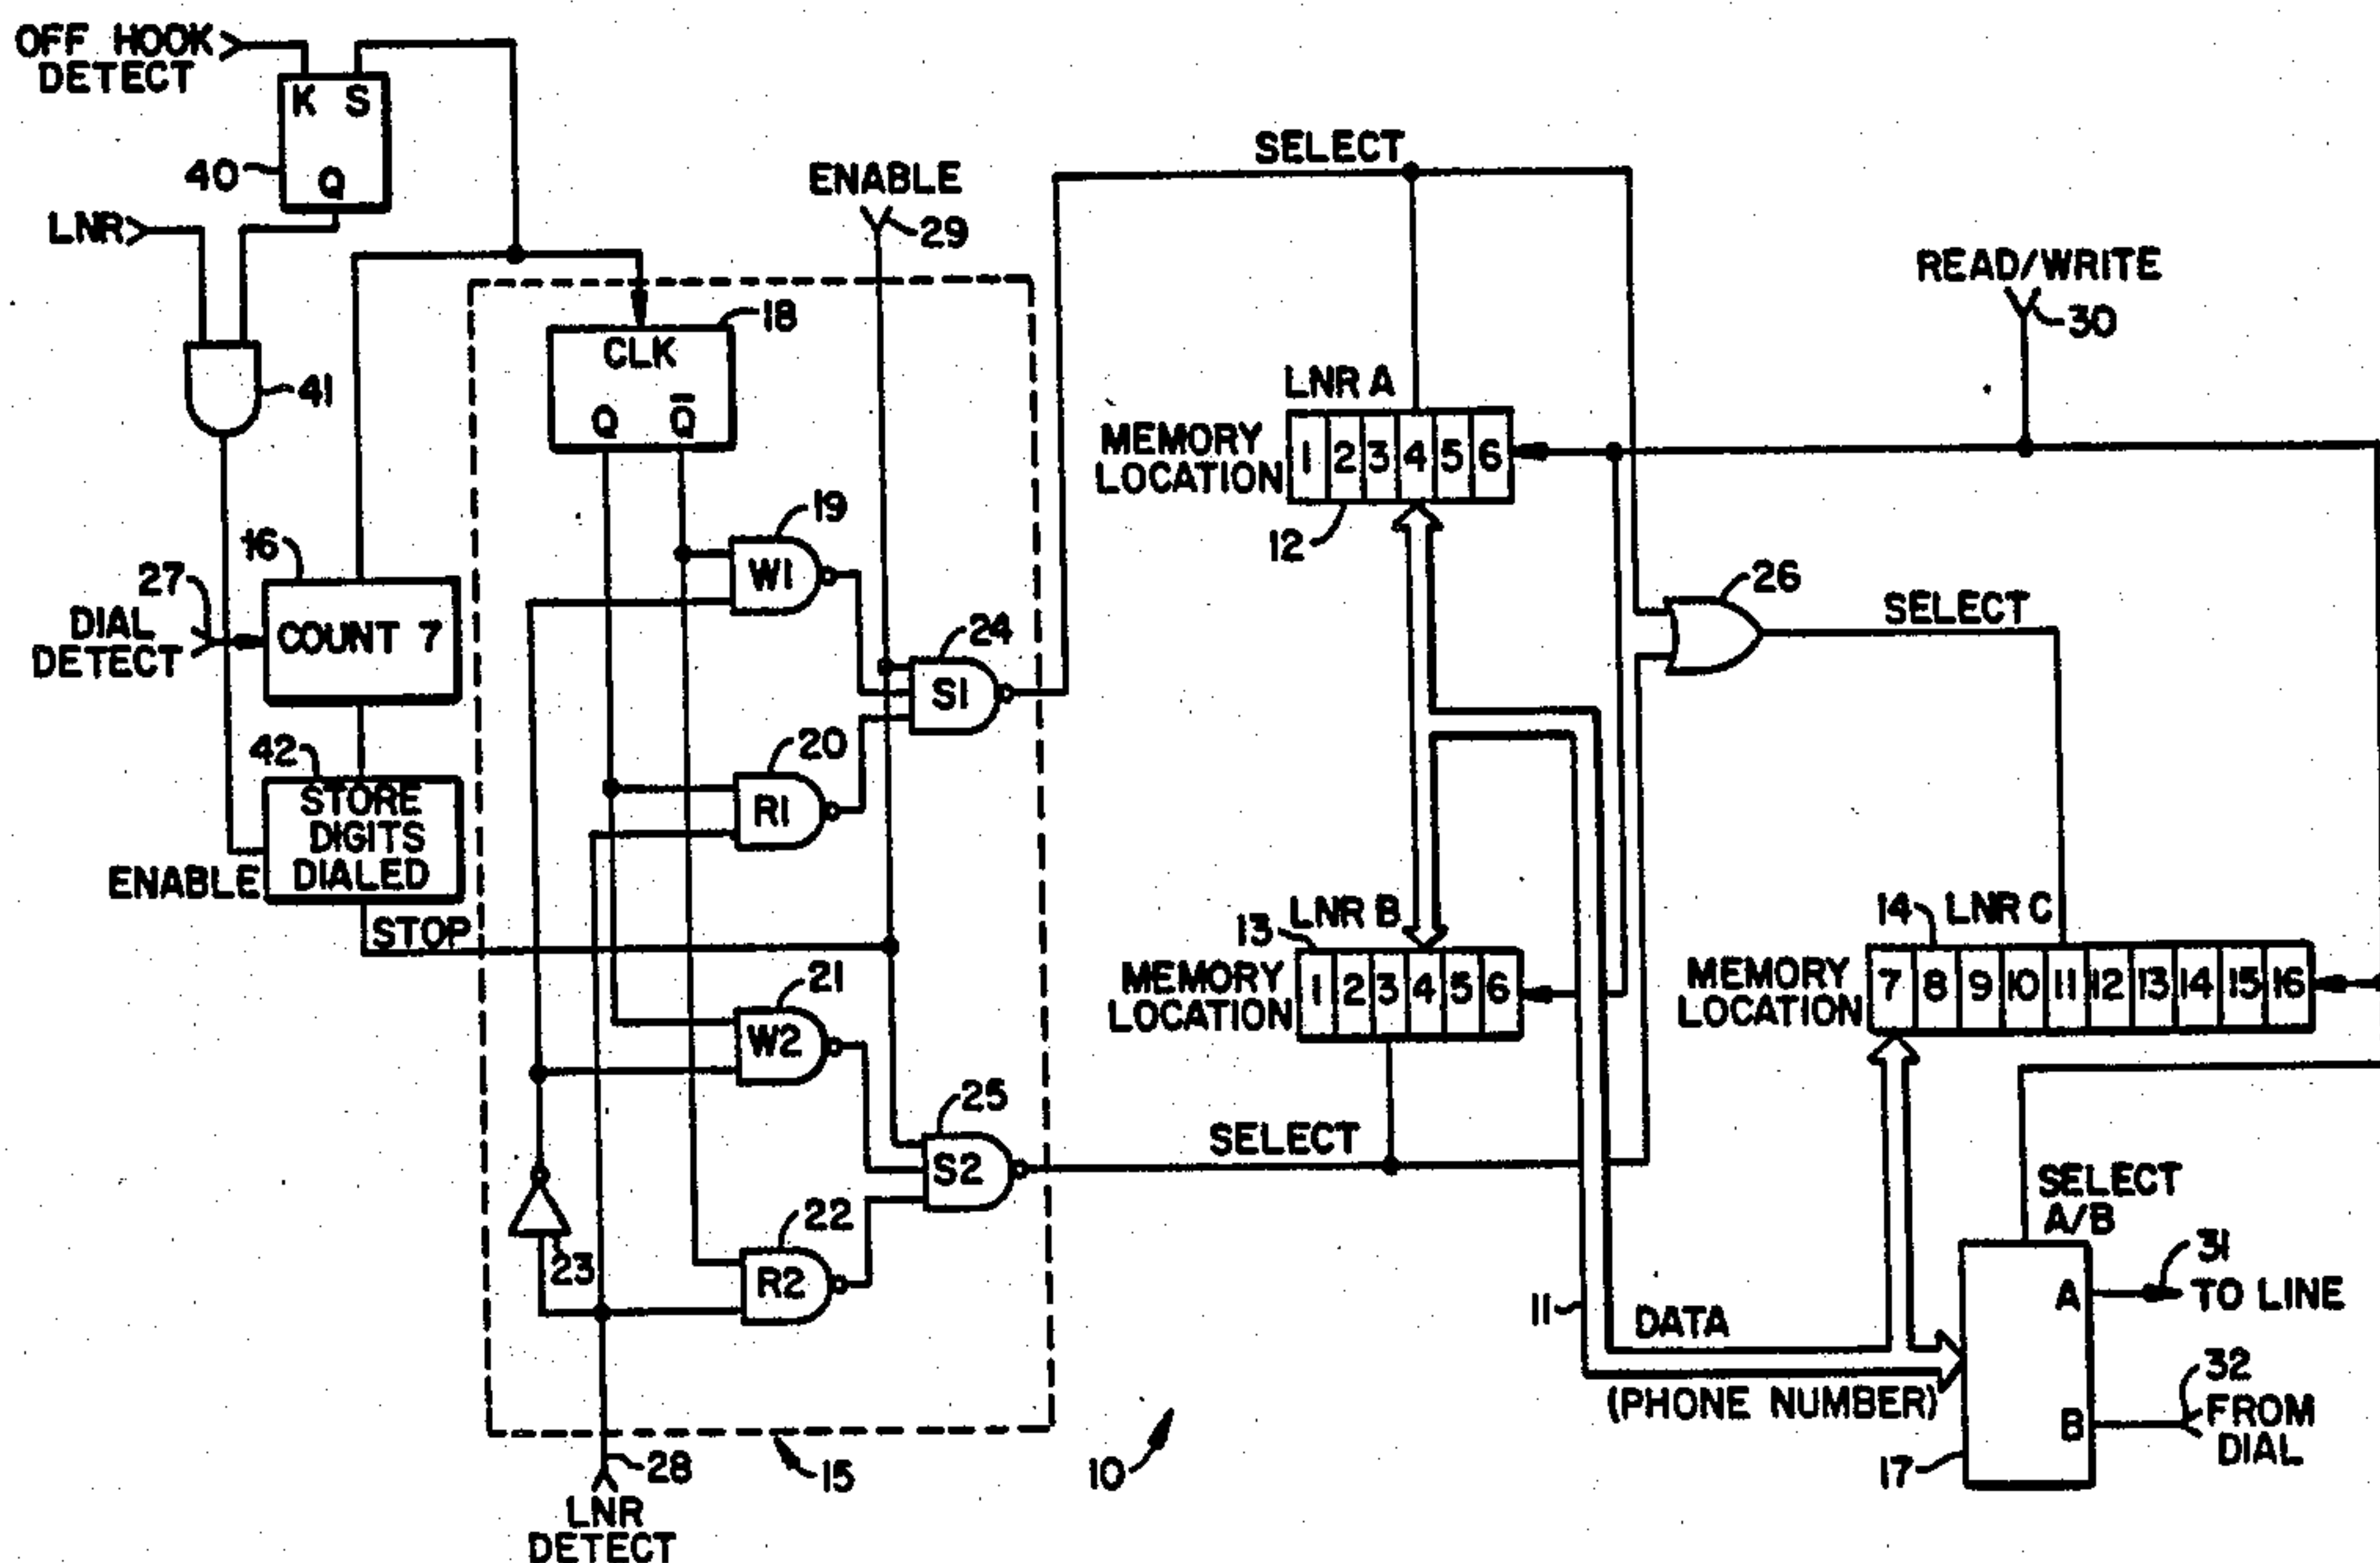 OFF HOOK
DETECT
K S
40
Q
LNR
ENABLE
29
SELECT
READ/WRITE
30
18
CLK
Q Q̅
41
LNR A
MEMORY
LOCATION
1 2 3 4 5 6
12
19
W1
16
27
DIAL
DETECT
COUNT 7
24
S1
26
SELECT
20
R1
42
STORE
DIGITS
DIALED
ENABLE
STOP
13
LNR B
MEMORY
LOCATION
1 2 3 4 5 6
14
LNR C
MEMORY
LOCATION
7 8 9 10 11 12 13 14 15 16
21
W2
25
S2
SELECT
22
R2
23
SELECT
A/B
31
A
TO LINE
11
DATA
(PHONE NUMBER)
32
B
FROM
DIAL
17
28
15
10
LNR
DETECT